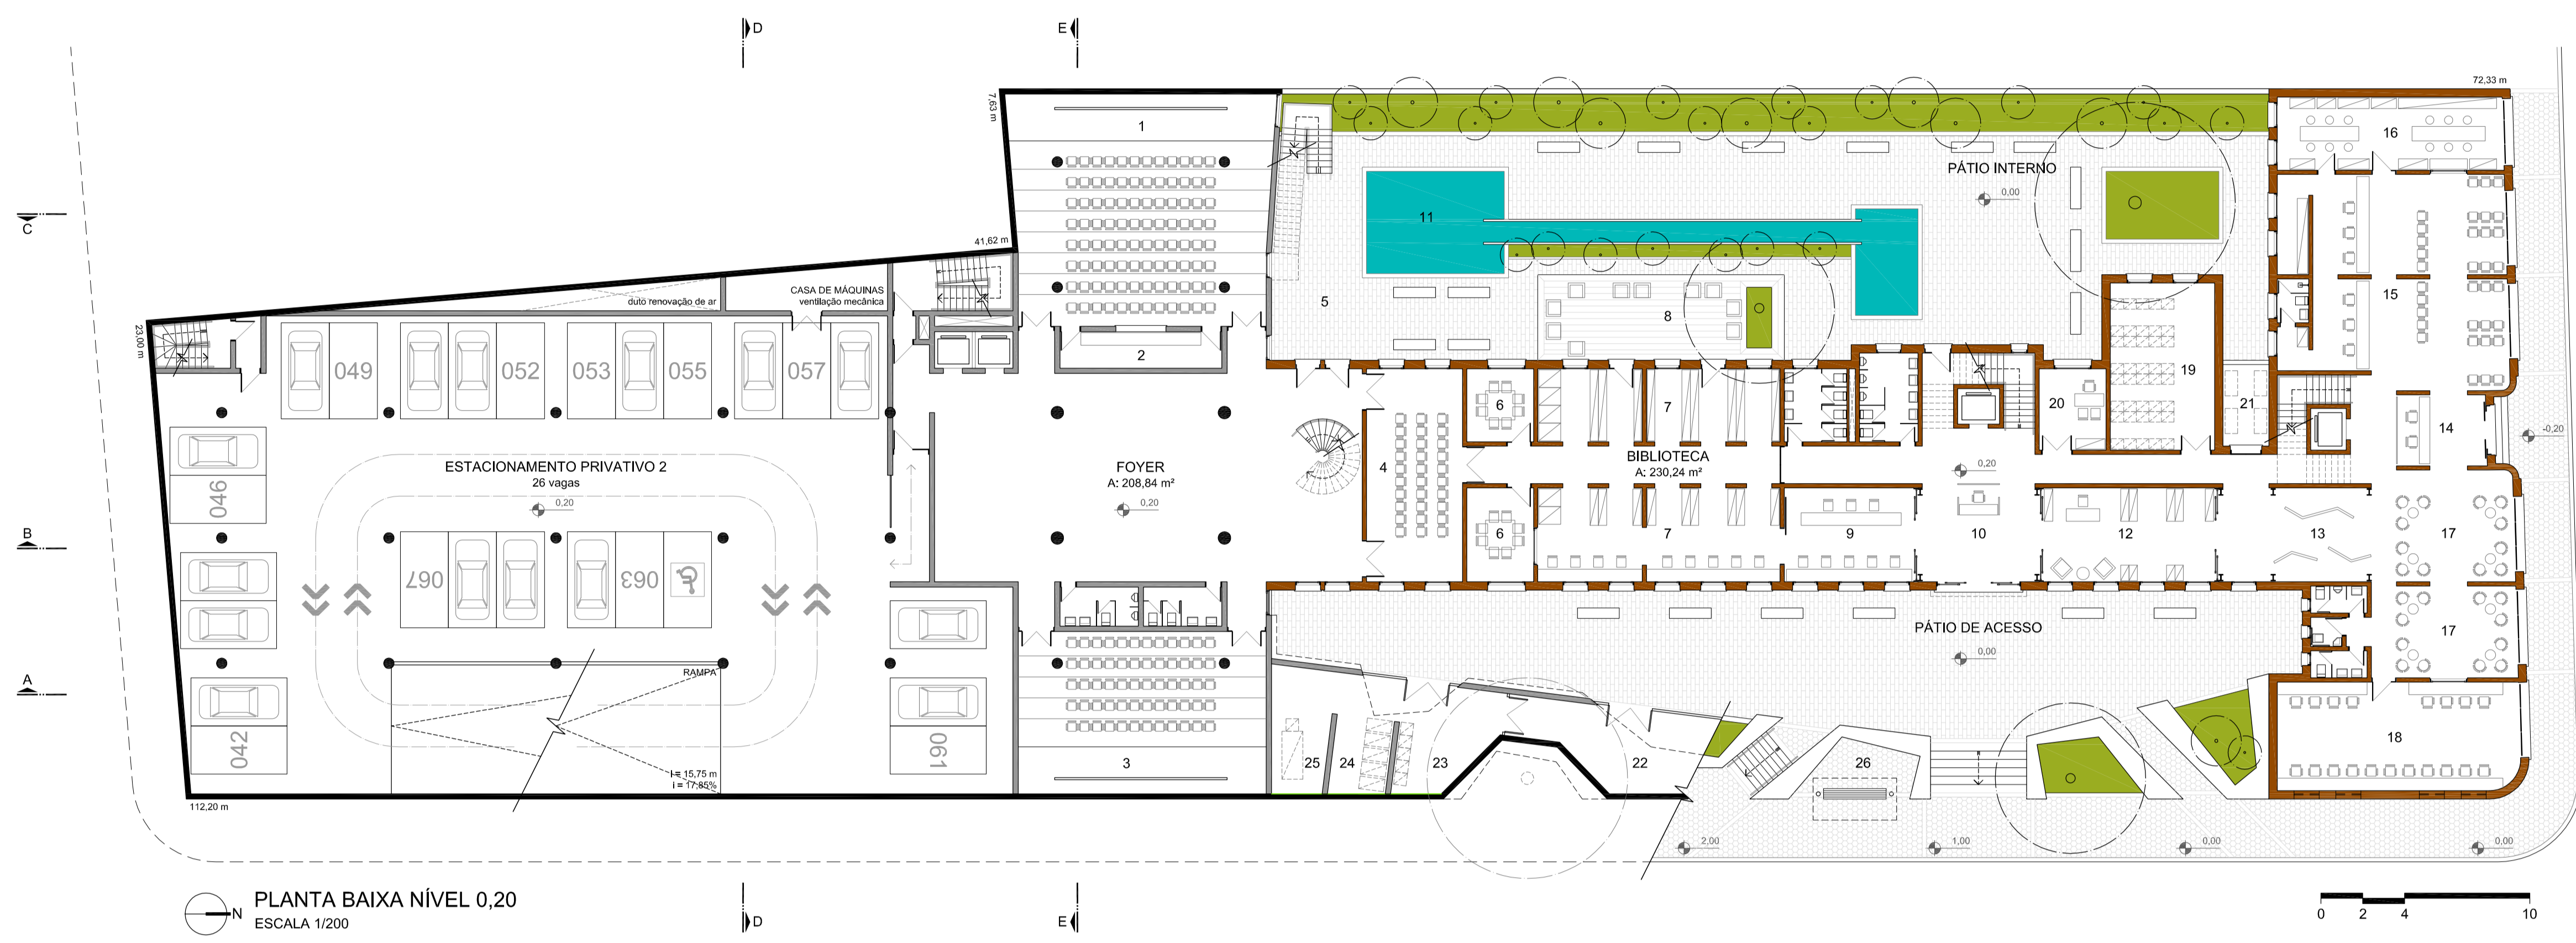 D
E
72,33 m
7,63 m
1
16
PÁTIO INTERNO
0,00
C
11
41,62 m
CASA DE MÁQUINAS
ventilação mecânica
duto renovação de ar
5
15
8
23,00 m
2
049
052
053
055
057
19
20
21
6
7
14
-0,20
ESTACIONAMENTO PRIVATIVO 2
26 vagas
0,20
FOYER
A: 208,84 m²
0,20
4
BIBLIOTECA
A: 230,24 m²
0,20
046
B
6
7
9
10
12
13
17
067
063
PÁTIO DE ACESSO
0,00
17
A
RAMPA
042
061
l = 15,75 m
i = 17,85%
3
25
24
23
22
26
18
112,20 m
2,00
1,00
0,00
0,00
N
PLANTA BAIXA NÍVEL 0,20
ESCALA 1/200
D
E
0
2
4
10